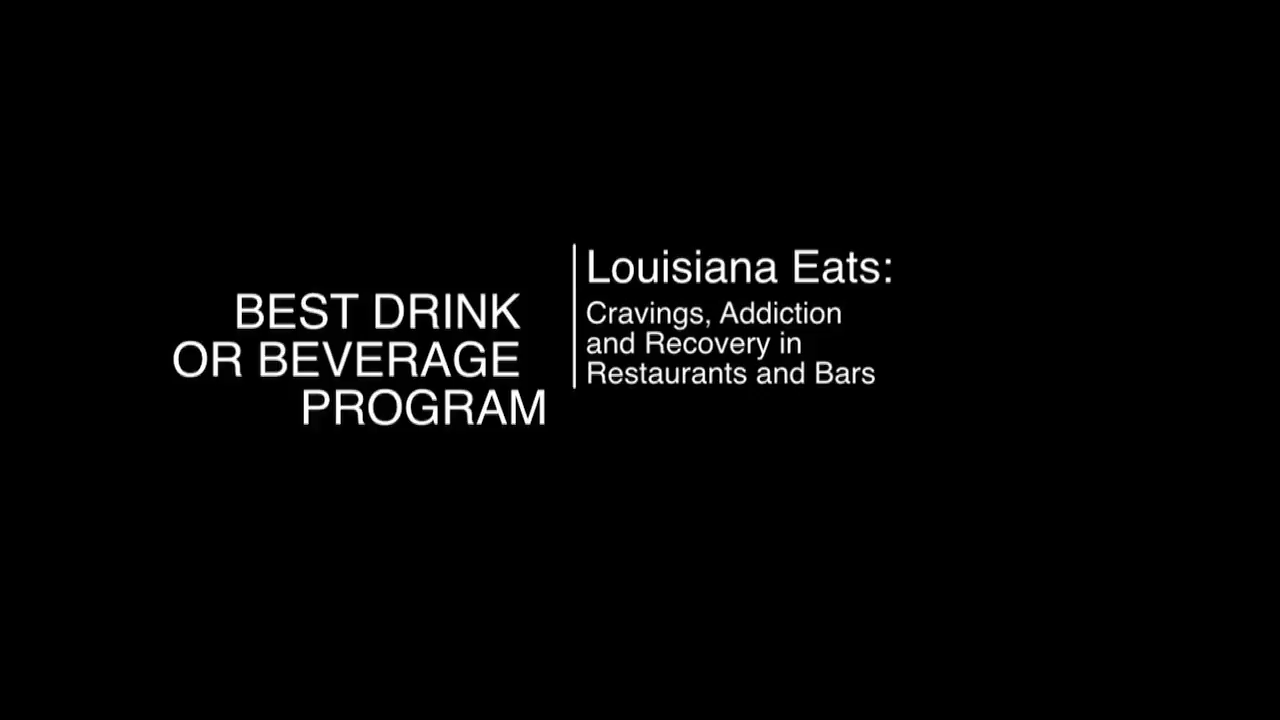 BEST DRINK
OR BEVERAGE
PROGRAM
Louisiana Eats:
Cravings, Addiction
and Recovery in
Restaurants and Bars